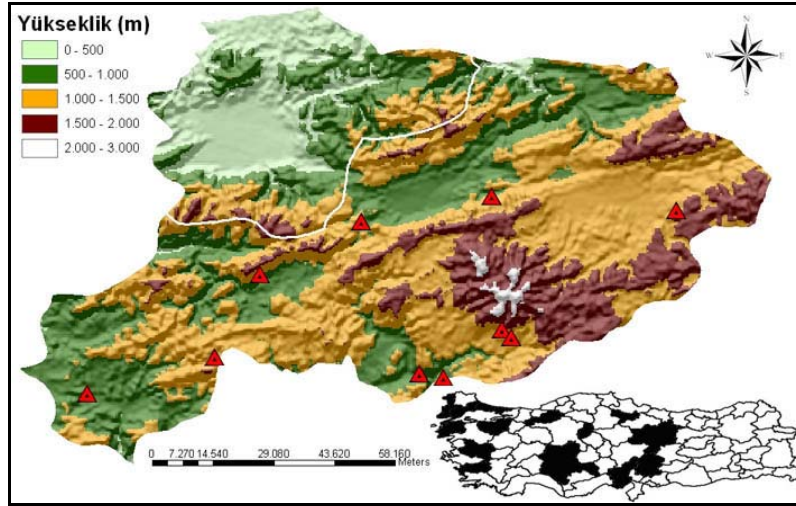 Yükseklik (m)
0 - 500
500 - 1.000
1.000 - 1.500
1.500 - 2.000
2.000 - 3.000
N
W E
S
0 7.270 14.540 29.080 43.620 58.160
Meters